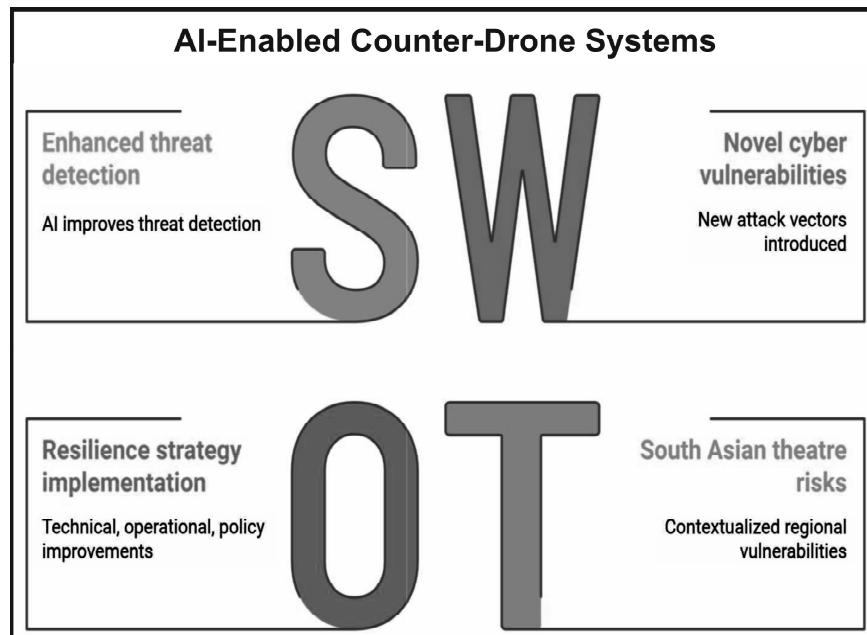 AI-Enabled Counter-Drone Systems
Enhanced threat
detection
AI improves threat detection
S
W
Novel cyber
vulnerabilities
New attack vectors
introduced
Resilience strategy
implementation
Technical, operational, policy
improvements
O
T
South Asian theatre
risks
Contextualized regional
vulnerabilities